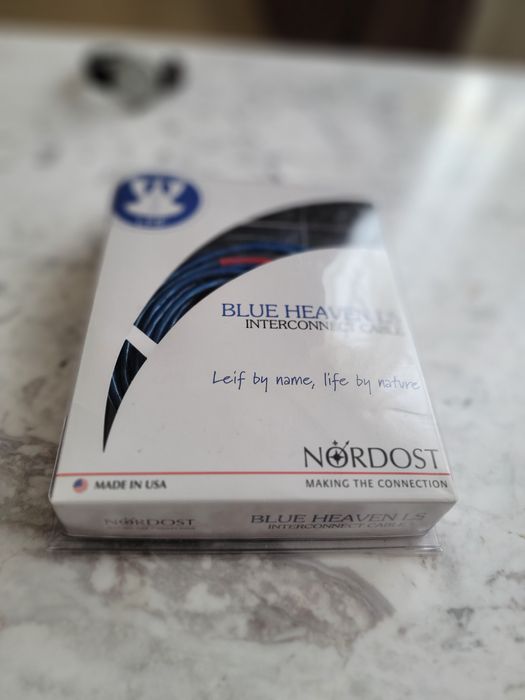 BLUE HEAVEN LS
INTERCONNECT CABLE
Leif by name, life by nature
NORDOST
MADE IN USA
MAKING THE CONNECTION
NORDOST
BLUE HEAVEN LS
INTERCONNECT CABLE